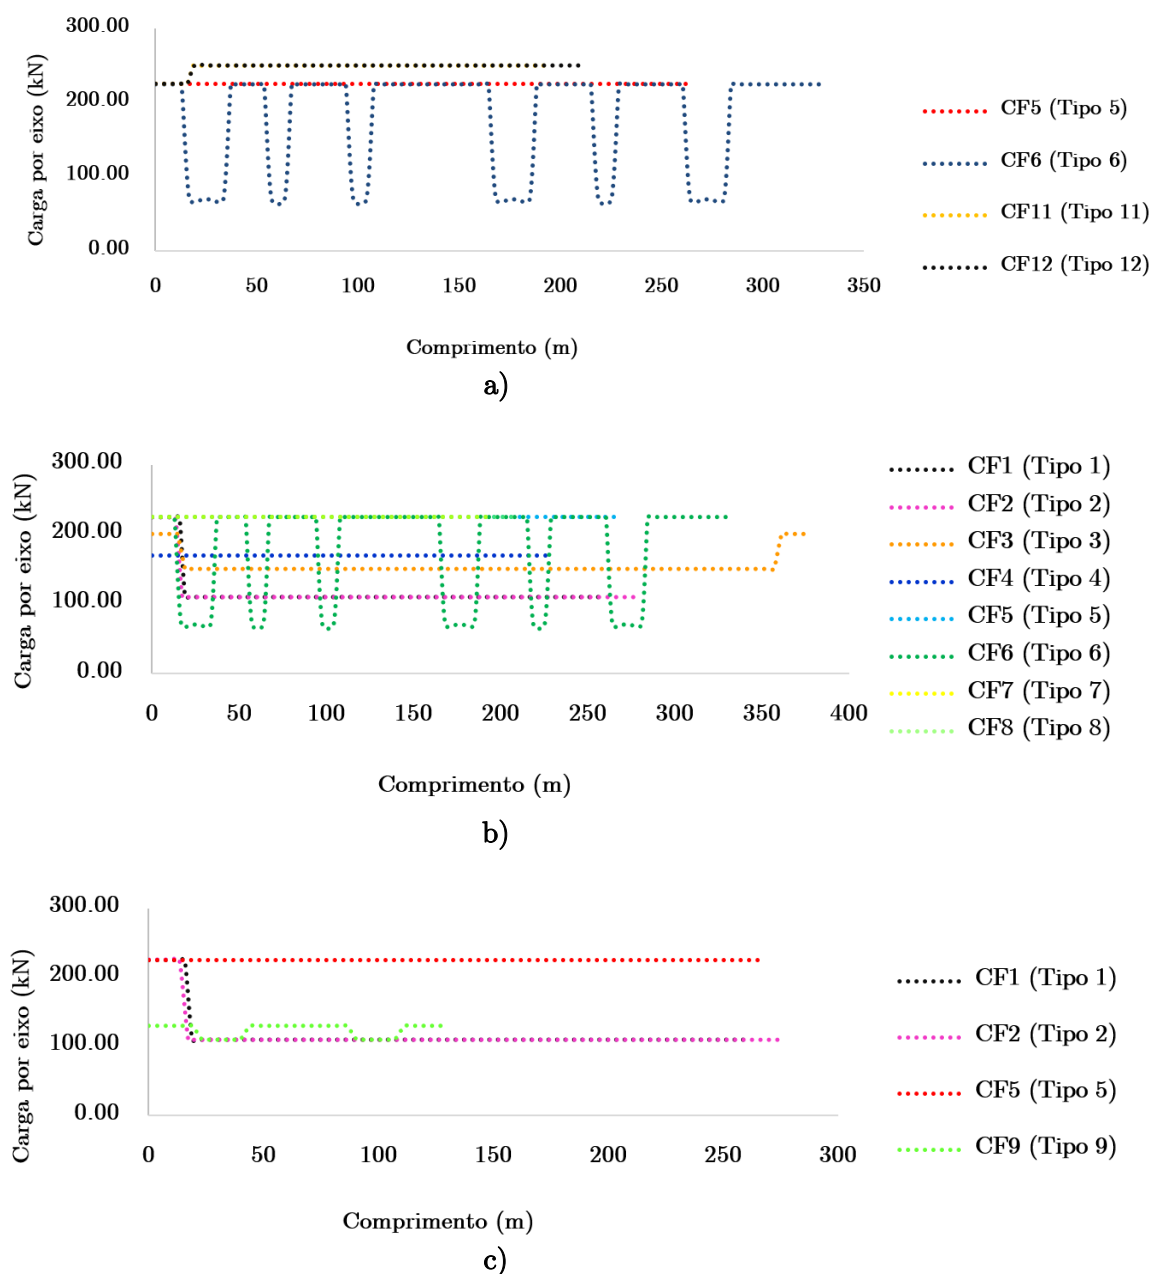 300.00
200.00
100.00
0.00
Carga por eixo (kN)
0 50 100 150 200 250 300 350
Comprimento (m)
CF5 (Tipo 5)
CF6 (Tipo 6)
CF11 (Tipo 11)
CF12 (Tipo 12)
a)
300.00
200.00
100.00
0.00
Carga por eixo (kN)
0 50 100 150 200 250 300 350 400
Comprimento (m)
CF1 (Tipo 1)
CF2 (Tipo 2)
CF3 (Tipo 3)
CF4 (Tipo 4)
CF5 (Tipo 5)
CF6 (Tipo 6)
CF7 (Tipo 7)
CF8 (Tipo 8)
b)
300.00
200.00
100.00
0.00
Carga por eixo (kN)
0 50 100 150 200 250 300
Comprimento (m)
CF1 (Tipo 1)
CF2 (Tipo 2)
CF5 (Tipo 5)
CF9 (Tipo 9)
c)